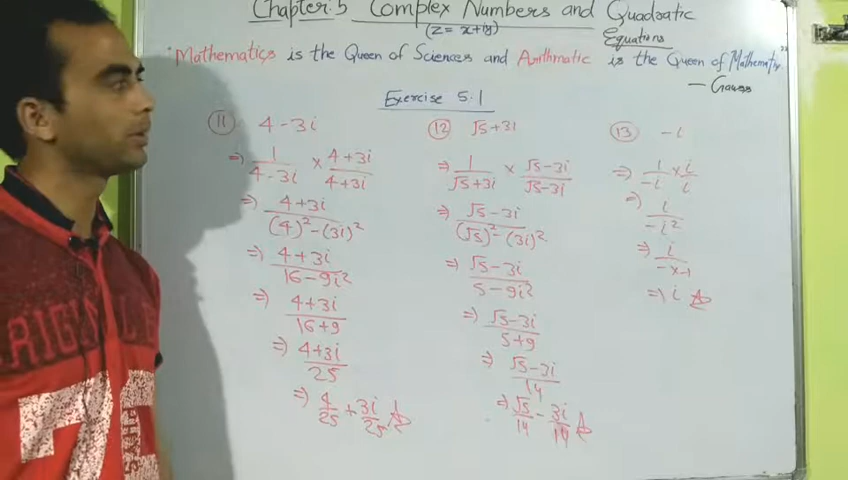 Chapter:5 Complex Numbers and Quadratic
Equations
(z = x+iy)
"Mathematics is the Queen of Sciences and Arithmatic is the Queen of Mathematics"
— Gauss
Exercise 5.1
11 4-3i
⇒ 1/(4-3i) × (4+3i)/(4+3i)
⇒ (4+3i)/((4)²-(3i)²)
⇒ (4+3i)/(16-9i²)
⇒ (4+3i)/(16+9)
⇒ (4+3i)/25
⇒ 4/25 + 3i/25 A
12 √5+3i
⇒ 1/(√5+3i) × (√5-3i)/(√5-3i)
⇒ (√5-3i)/((√5)²-(3i)²)
⇒ (√5-3i)/(5-9i²)
⇒ (√5-3i)/(5+9)
⇒ (√5-3i)/14
⇒ √5/14 - 3i/14 A
13 -i
⇒ 1/-i × i/i
⇒ i/-i²
⇒ i/-x-1
⇒ i A
RIGINAL